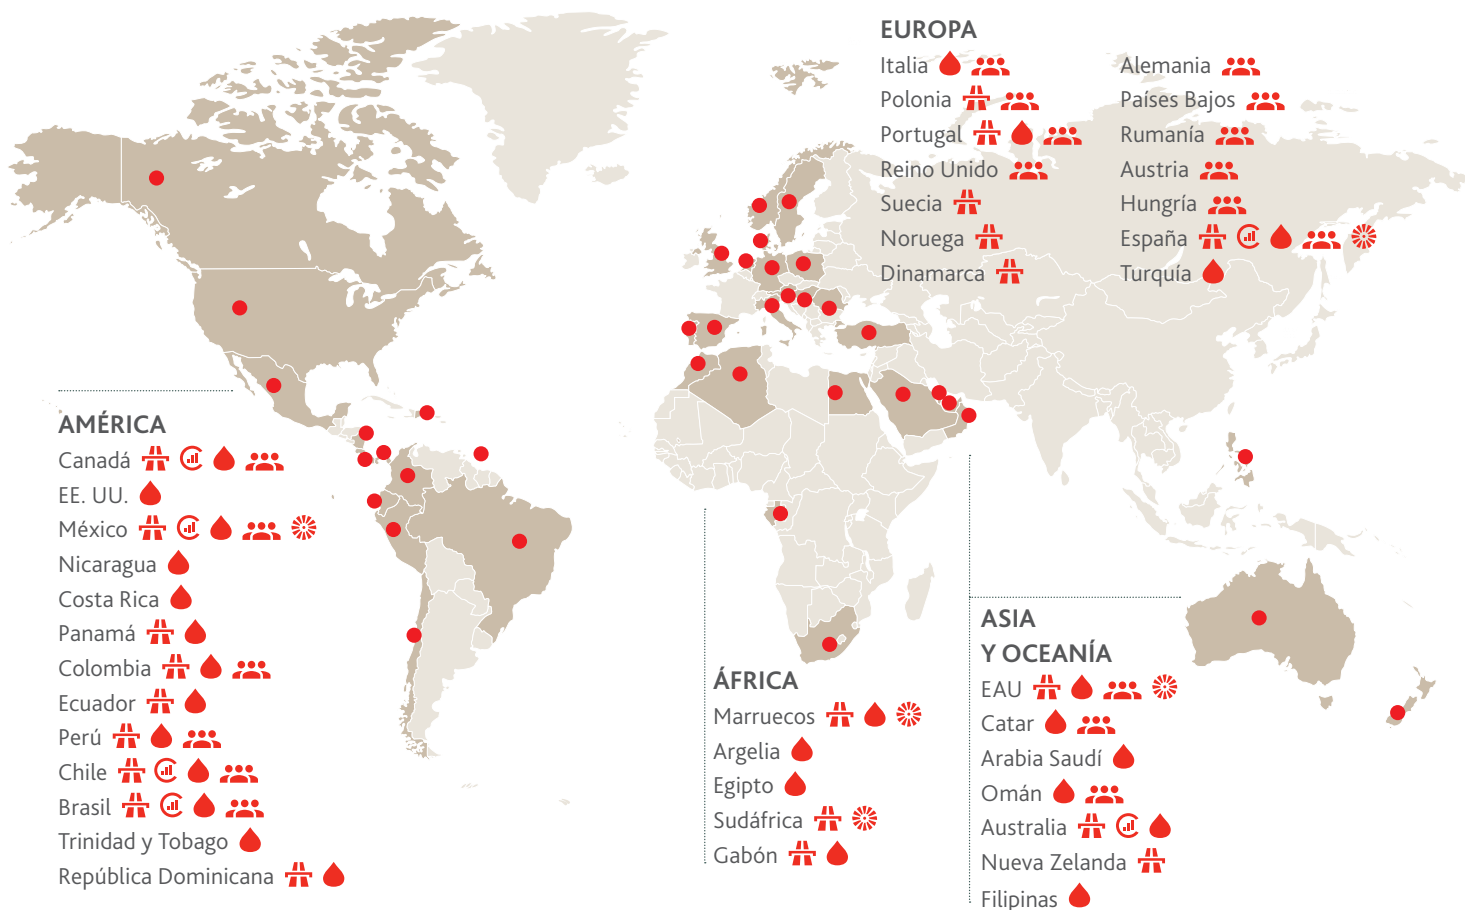 EUROPA
Italia
Polonia
Portugal
Reino Unido
Suecia
Noruega
Dinamarca
Alemania
Países Bajos
Rumanía
Austria
Hungría
España
Turquía
AMÉRICA
Canadá
EE. UU.
México
Nicaragua
Costa Rica
Panamá
Colombia
Ecuador
Perú
Chile
Brasil
Trinidad y Tobago
República Dominicana
ÁFRICA
Marruecos
Argelia
Egipto
Sudáfrica
Gabón
ASIA
Y OCEANÍA
EAU
Catar
Arabia Saudí
Omán
Australia
Nueva Zelanda
Filipinas